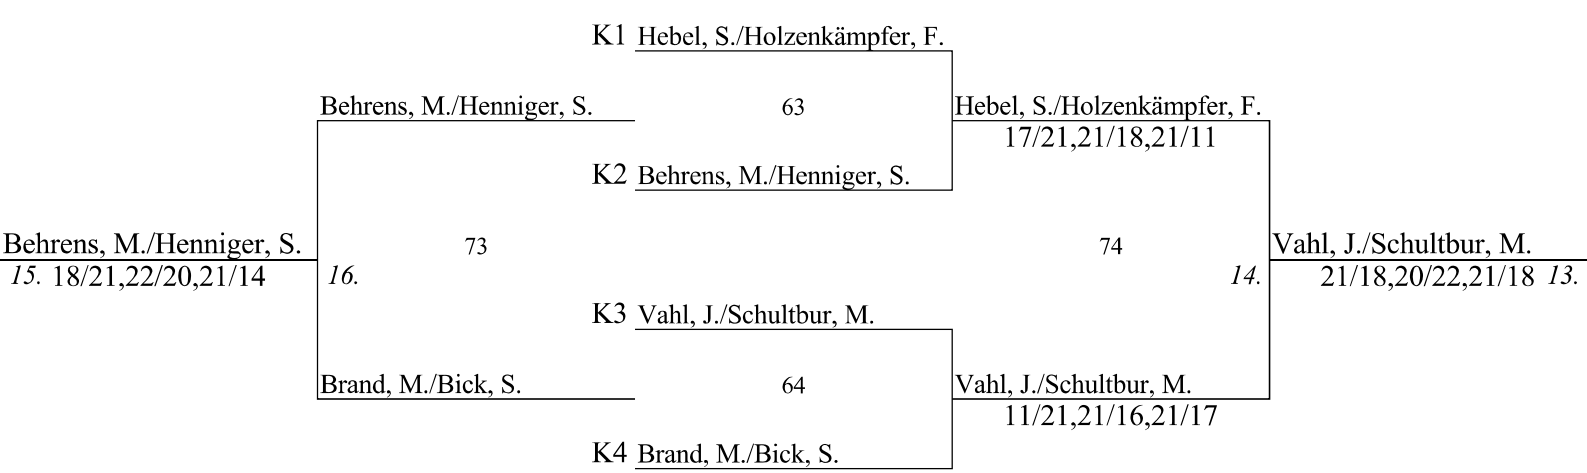 K1 Hebel, S./Holzenkämpfer, F.
Behrens, M./Henniger, S. 63 Hebel, S./Holzenkämpfer, F.
17/21,21/18,21/11
K2 Behrens, M./Henniger, S.
Behrens, M./Henniger, S. 73 74 Vahl, J./Schultbur, M.
15. 18/21,22/20,21/14 16. 14. 21/18,20/22,21/18 13.
K3 Vahl, J./Schultbur, M.
Brand, M./Bick, S. 64 Vahl, J./Schultbur, M.
11/21,21/16,21/17
K4 Brand, M./Bick, S.